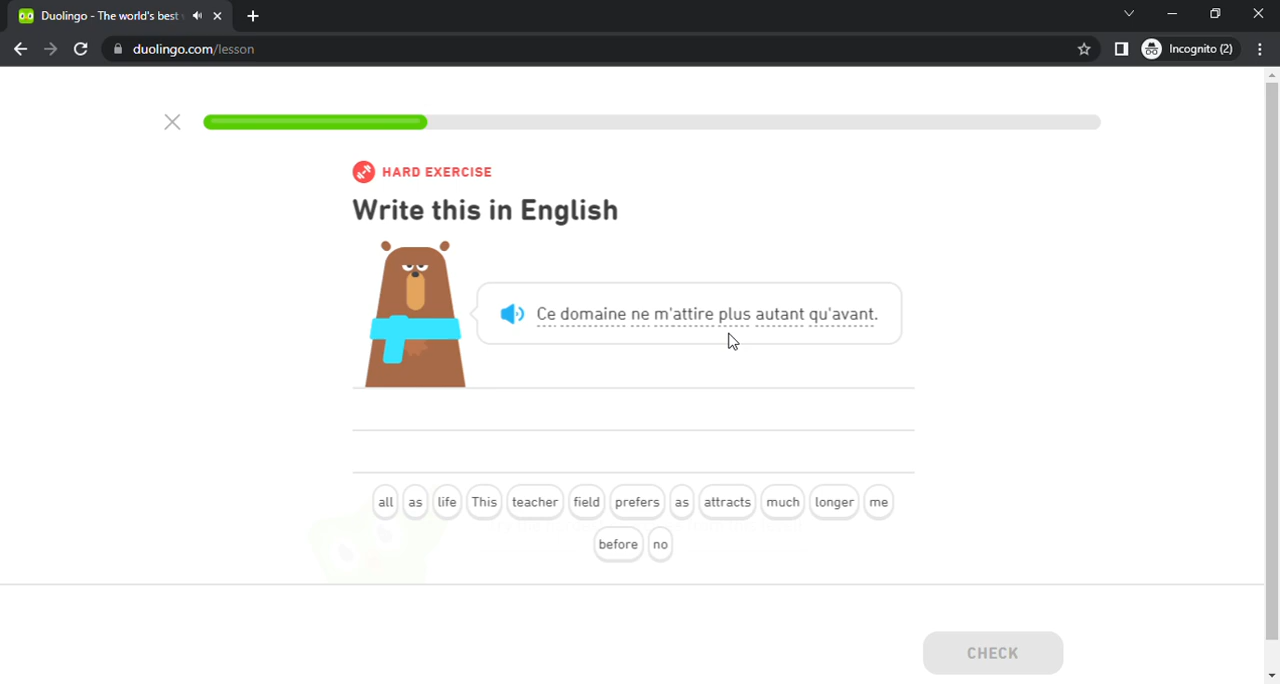 Duolingo - The world's best
duolingo.com/lesson
Incognito (2)
HARD EXERCISE
Write this in English
Ce domaine ne m'attire plus autant qu'avant.
all as life This teacher field prefers as attracts much longer me
before no
CHECK